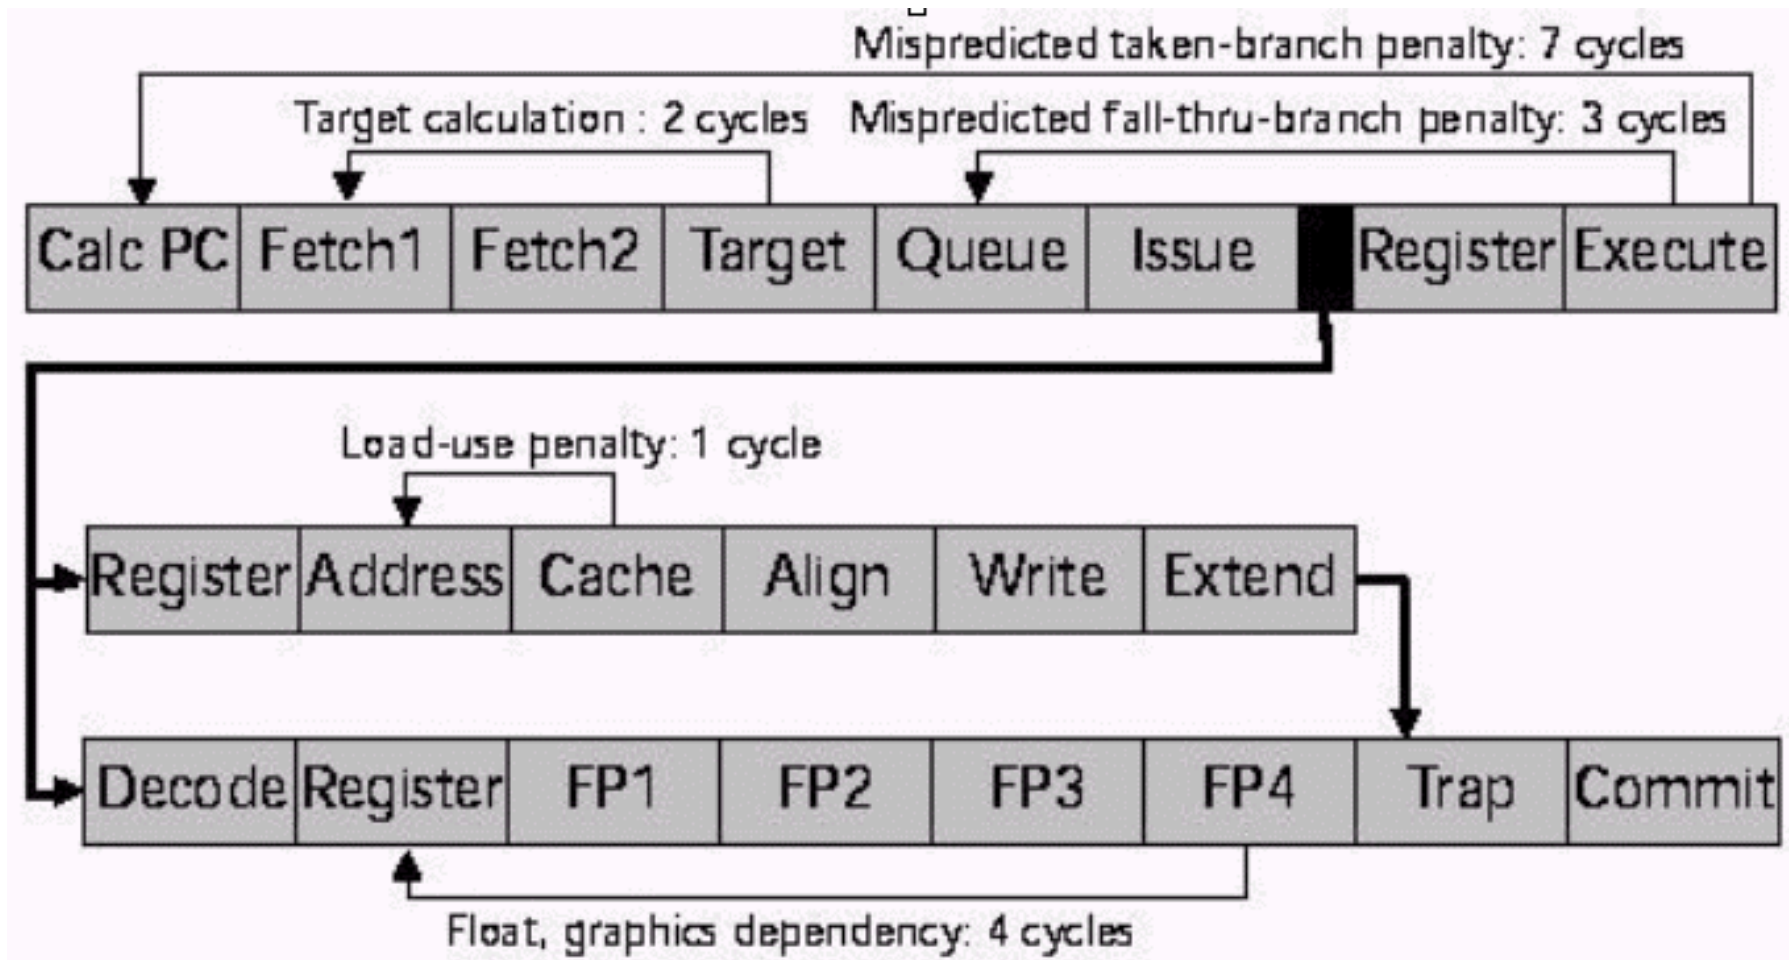 Mispredicted taken-branch penalty: 7 cycles
Target calculation : 2 cycles Mispredicted fall-thru-branch penalty: 3 cycles
Calc PC Fetch1 Fetch2 Target Queue Issue Register Execute
Load-use penalty: 1 cycle
Register Address Cache Align Write Extend
Decode Register FP1 FP2 FP3 FP4 Trap Commit
Float, graphics dependency: 4 cycles